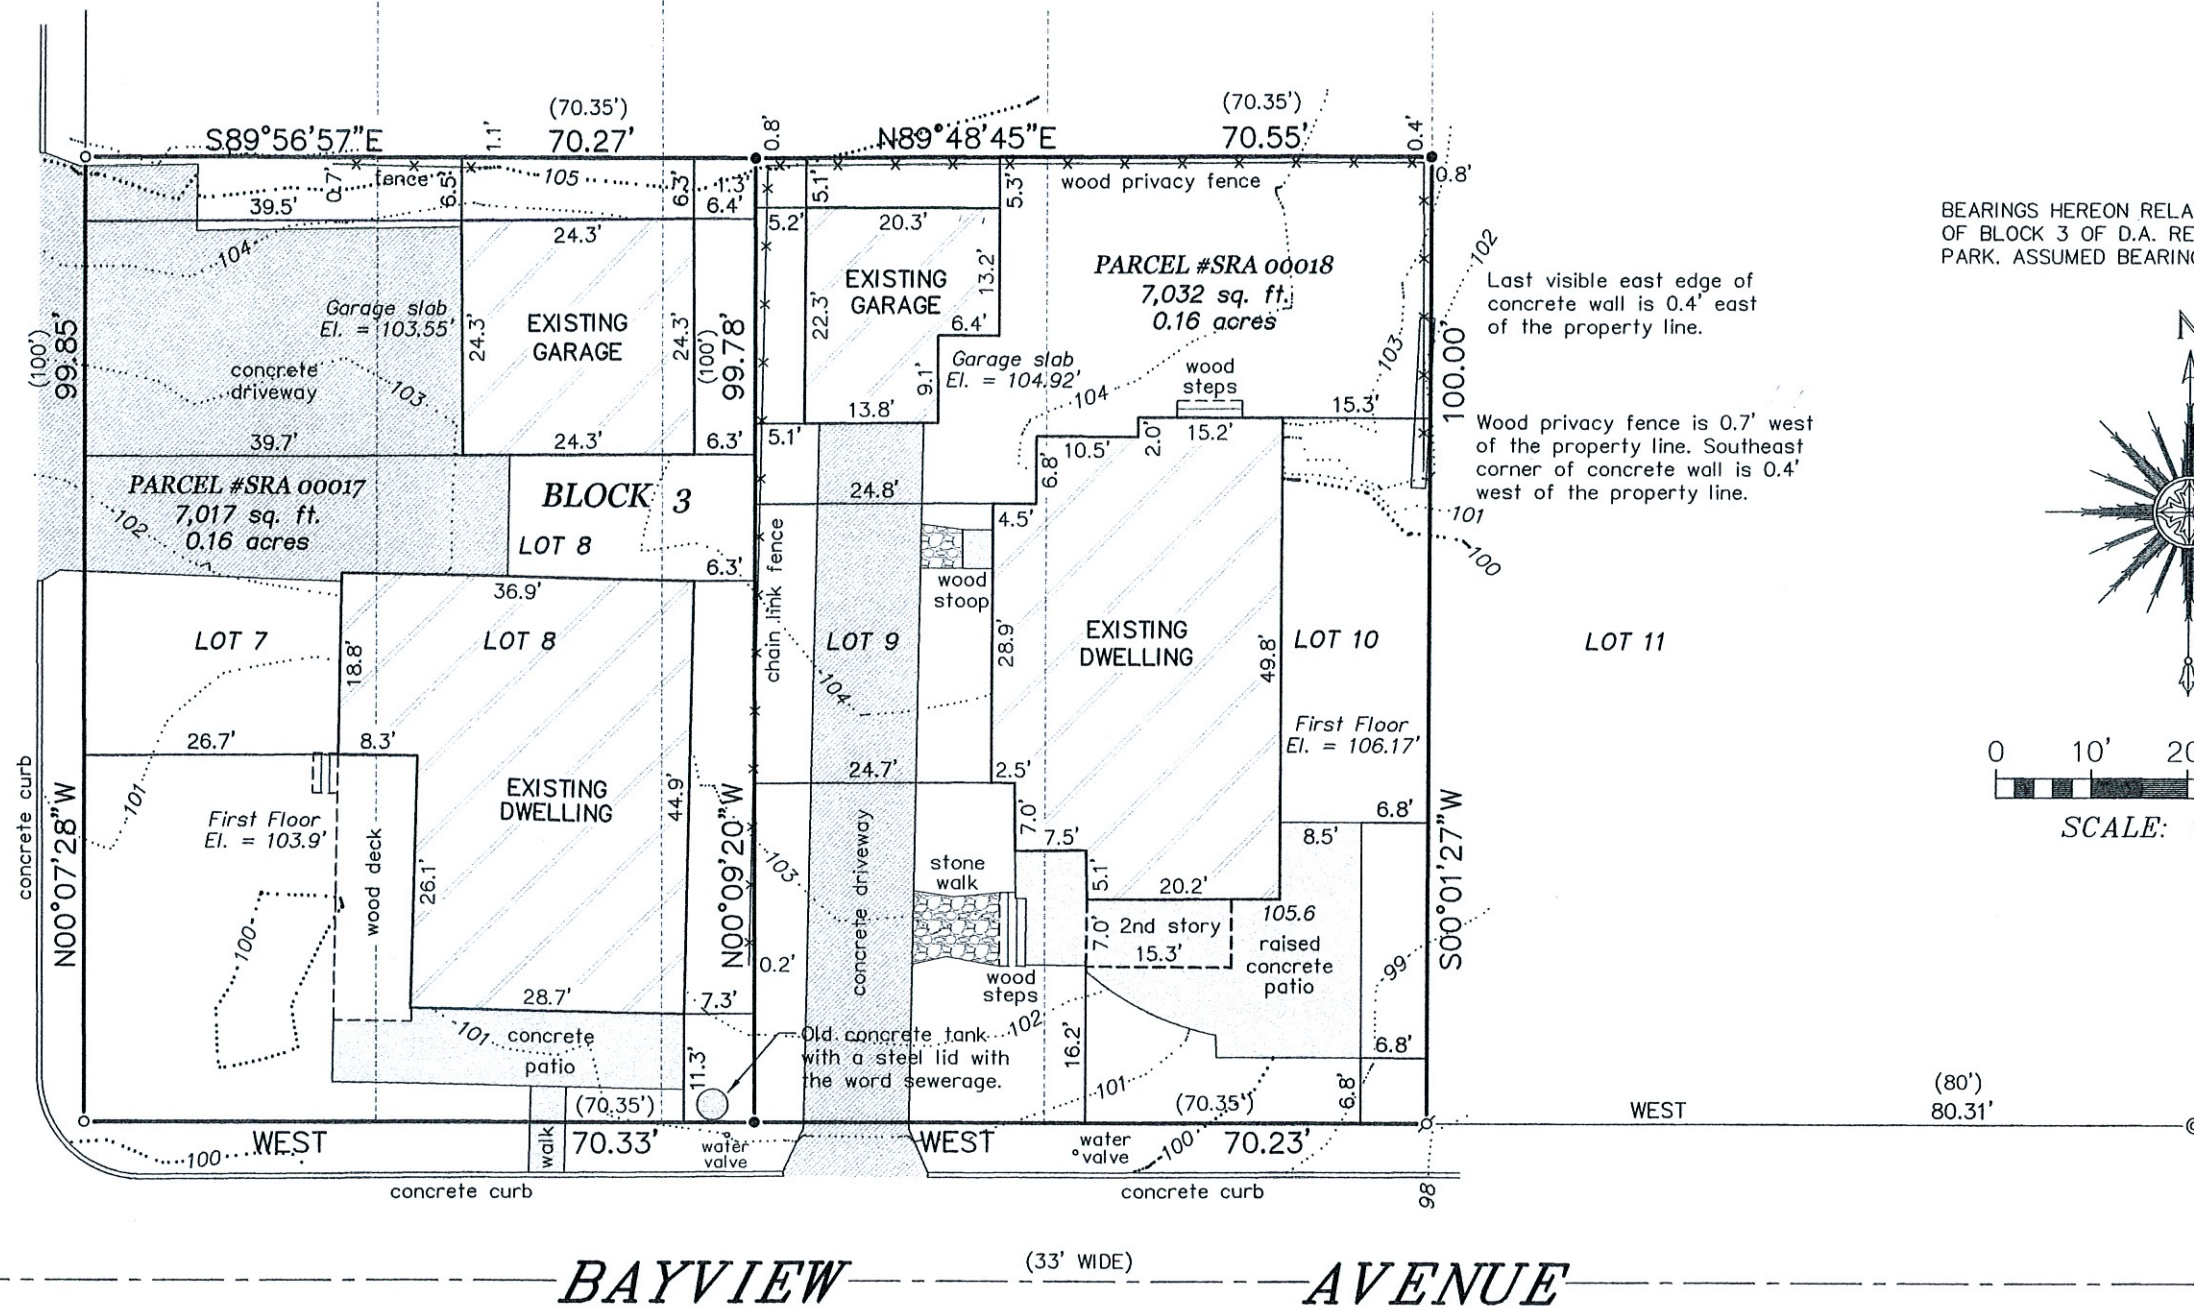 (70.35')
S89°56'57"E
1.1'
70.27'
0.8'
N89°48'45"E
(70.35')
70.55'
0.4'
fence
0.7'
6.5'
105
6.3'
1.3'
6.4'
5.1'
5.3'
wood privacy fence
0.8'
39.5'
24.3'
5.2'
20.3'
104
102
BEARINGS HEREON RELA
OF BLOCK 3 OF D.A. RE
PARK. ASSUMED BEARING
PARCEL #SRA 00018
7,032 sq. ft.
0.16 acres
Last visible east edge of
concrete wall is 0.4' east
of the property line.
Garage slab
El. = 103.55'
EXISTING
GARAGE
24.3'
24.3'
EXISTING
GARAGE
22.3'
13.2'
6.4'
9.1'
13.8'
(100')
99.85'
(100')
99.78'
100.00'
103
concrete
driveway
103
Garage slab
El. = 104.92'
104
wood
steps
15.3'
39.7'
24.3'
6.3'
5.1'
10.5'
2.0'
15.2'
6.8'
Wood privacy fence is 0.7' west
of the property line. Southeast
corner of concrete wall is 0.4'
west of the property line.
PARCEL #SRA 00017
7,017 sq. ft.
0.16 acres
102
BLOCK 3
LOT 8
24.8'
4.5'
101
100
6.3'
36.9'
chain link fence
wood
stoop
LOT 7
LOT 8
LOT 9
EXISTING
DWELLING
LOT 10
LOT 11
18.8'
28.9'
49.8'
104
26.7'
8.3'
24.7'
2.5'
First Floor
El. = 106.17'
0 10' 20
SCALE:
N
concrete curb
N00°07'28"W
101
First Floor
El. = 103.9'
wood deck
26.1'
EXISTING
DWELLING
44.9'
N00°09'20"W
103
concrete driveway
7.0'
7.5'
stone
walk
5.1'
20.2'
8.5'
6.8'
S00°01'27"W
100
7.0'
2nd story
15.3'
105.6
raised
concrete
patio
99
0.2'
wood
steps
28.7'
7.3'
101
concrete
patio
11.3'
Old concrete tank
with a steel lid with
the word sewerage.
102
16.2'
101
6.8'
6.8'
(70.35')
(70.35')
WEST
(80')
80.31'
100
WEST
walk
70.33'
water
valve
WEST
water
valve
100
70.23'
98
concrete curb
concrete curb
(33' WIDE)
BAYVIEW AVENUE